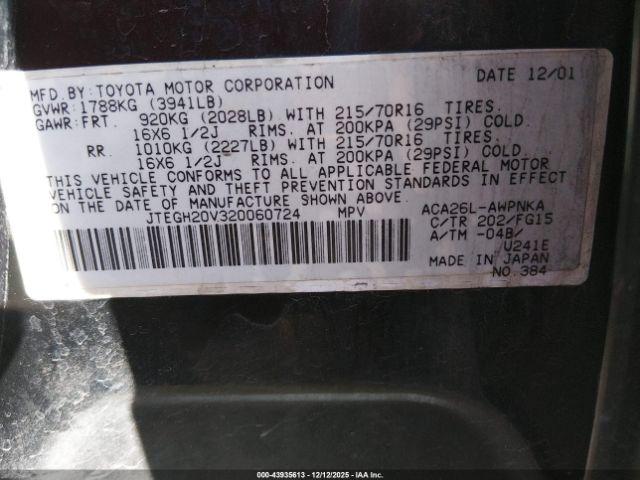 MFD. BY: TOYOTA MOTOR CORPORATION DATE 12/01
GVWR: 1788KG (3941LB)
GAWR: FRT. 920KG (2028LB) WITH 215/70R16 TIRES.
16X6 1/2J RIMS. AT 200KPA (29PSI) COLD.
RR. 1010KG (2227LB) WITH 215/70R16 TIRES.
16X6 1/2J RIMS. AT 200KPA (29PSI) COLD.
THIS VEHICLE CONFORMS TO ALL APPLICABLE FEDERAL MOTOR
VEHICLE SAFETY AND THEFT PREVENTION STANDARDS IN EFFECT
ON THE DATE OF MANUFACTURE SHOWN ABOVE.
JTEGH20V320060724 MPV ACA26L-AWPNKA
C/TR 202/FG15
A/TM -04B/
U241E
MADE IN JAPAN
NO. 384
000-43935613 - 12/12/2025 - IAA Inc.